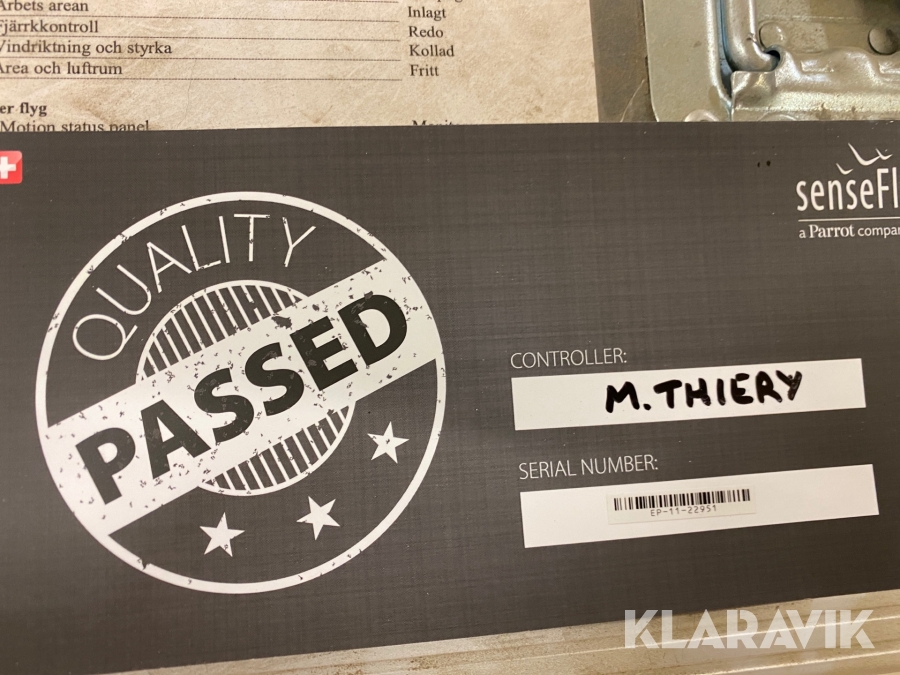 Arbets arean
Inlagt
Fjärrkkontroll
Redo
Vindriktning och styrka
Kollad
Area och luftrum
Fritt
er flyg
Motion status panel
senseFl
a Parrot compan
QUALITY
PASSED
CONTROLLER:
M. THIERY
SERIAL NUMBER:
EP-11-22951
KLARAVIK